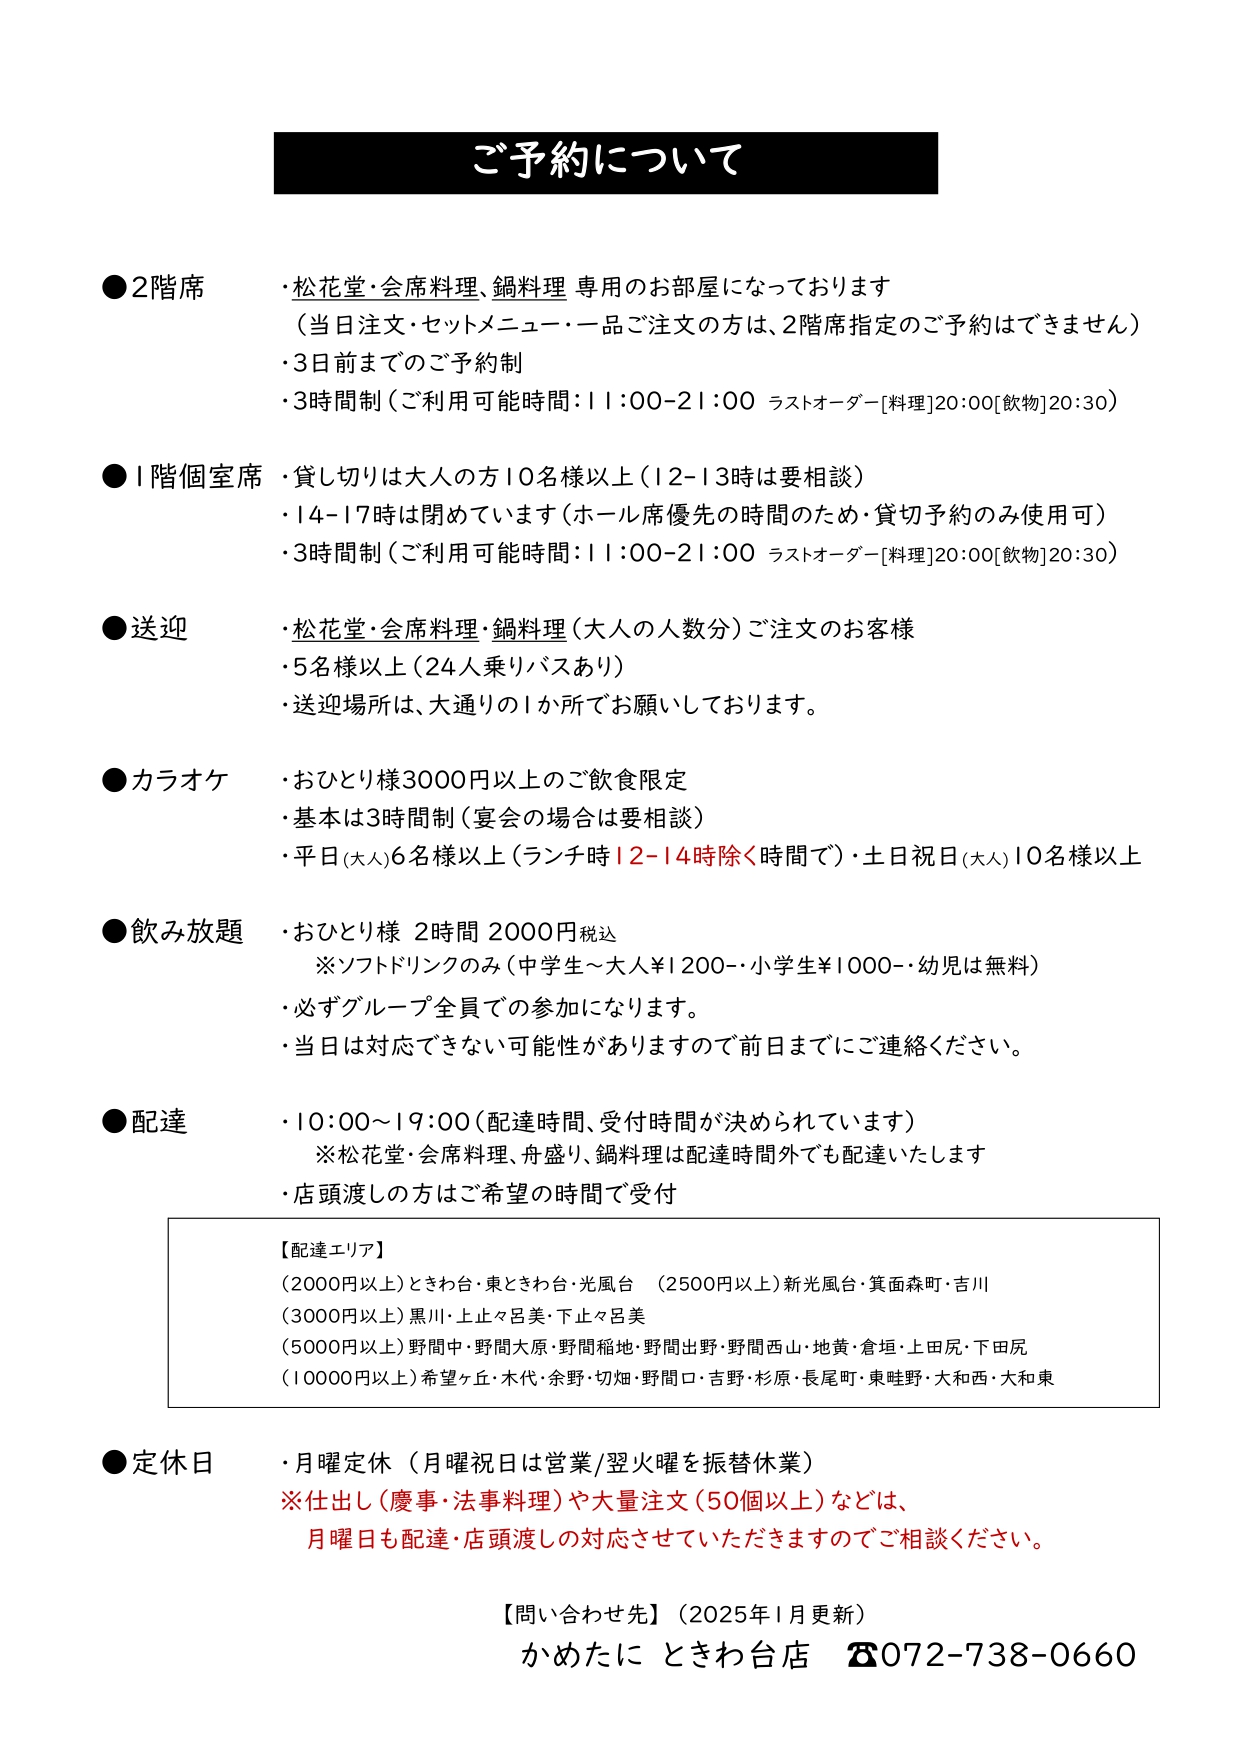 ご予約について
●2階席 ・松花堂・会席料理、鍋料理 専用のお部屋になっております
（当日注文・セットメニュー・一品ご注文の方は、2階席指定のご予約はできません）
・3日前までのご予約制
・3時間制（ご利用可能時間：11：00-21：00 ラストオーダー[料理]20：00[飲物]20：30）
●1階個室席 ・貸し切りは大人の方10名様以上（12-13時は要相談）
・14-17時は閉めています（ホール席優先の時間のため・貸切予約のみ使用可）
・3時間制（ご利用可能時間：11：00-21：00 ラストオーダー[料理]20：00[飲物]20：30）
●送迎 ・松花堂・会席料理・鍋料理（大人の人数分）ご注文のお客様
・5名様以上（24人乗りバスあり）
・送迎場所は、大通りの1か所でお願いしております。
●カラオケ ・おひとり様3000円以上のご飲食限定
・基本は3時間制（宴会の場合は要相談）
・平日(大人)6名様以上（ランチ時12-14時除く時間で）・土日祝日(大人)10名様以上
●飲み放題 ・おひとり様 2時間 2000円税込
※ソフトドリンクのみ（中学生～大人¥1200-・小学生¥1000-・幼児は無料）
・必ずグループ全員での参加になります。
・当日は対応できない可能性がありますので前日までにご連絡ください。
●配達 ・10：00～19：00（配達時間、受付時間が決められています）
※松花堂・会席料理、舟盛り、鍋料理は配達時間外でも配達いたします
・店頭渡しの方はご希望の時間で受付
【配達エリア】
（2000円以上）ときわ台・東ときわ台・光風台 （2500円以上）新光風台・箕面森町・吉川
（3000円以上）黒川・上止々呂美・下止々呂美
（5000円以上）野間中・野間大原・野間稲地・野間出野・野間西山・地黄・倉垣・上田尻・下田尻
（10000円以上）希望ヶ丘・木代・余野・切畑・野間口・吉野・杉原・長尾町・東畦野・大和西・大和東
●定休日 ・月曜定休 （月曜祝日は営業/翌火曜を振替休業）
※仕出し（慶事・法事料理）や大量注文（50個以上）などは、
月曜日も配達・店頭渡しの対応させていただきますのでご相談ください。
【問い合わせ先】（2025年1月更新）
かめたに ときわ台店 ☎072-738-0660